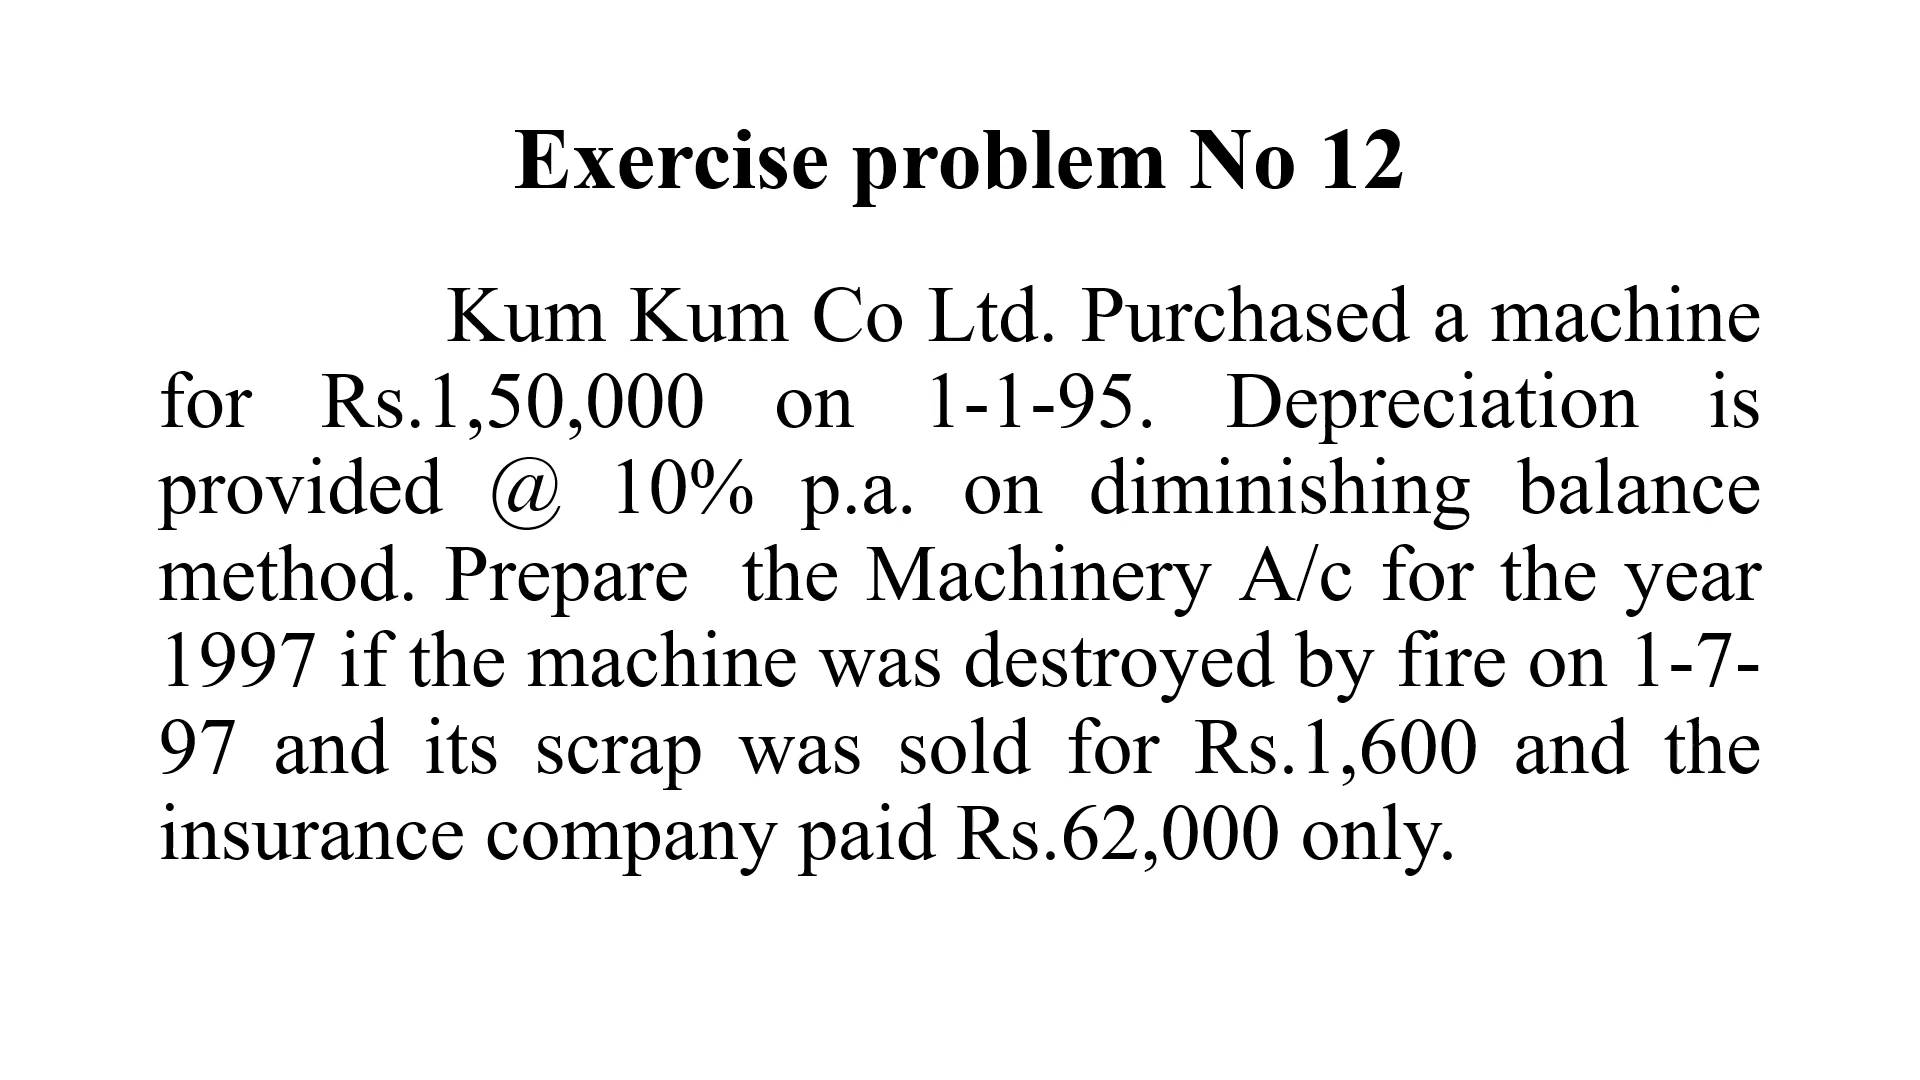 Exercise problem No 12
Kum Kum Co Ltd. Purchased a machine
for Rs.1,50,000 on 1-1-95. Depreciation is
provided @ 10% p.a. on diminishing balance
method. Prepare the Machinery A/c for the year
1997 if the machine was destroyed by fire on 1-7-
97 and its scrap was sold for Rs.1,600 and the
insurance company paid Rs.62,000 only.